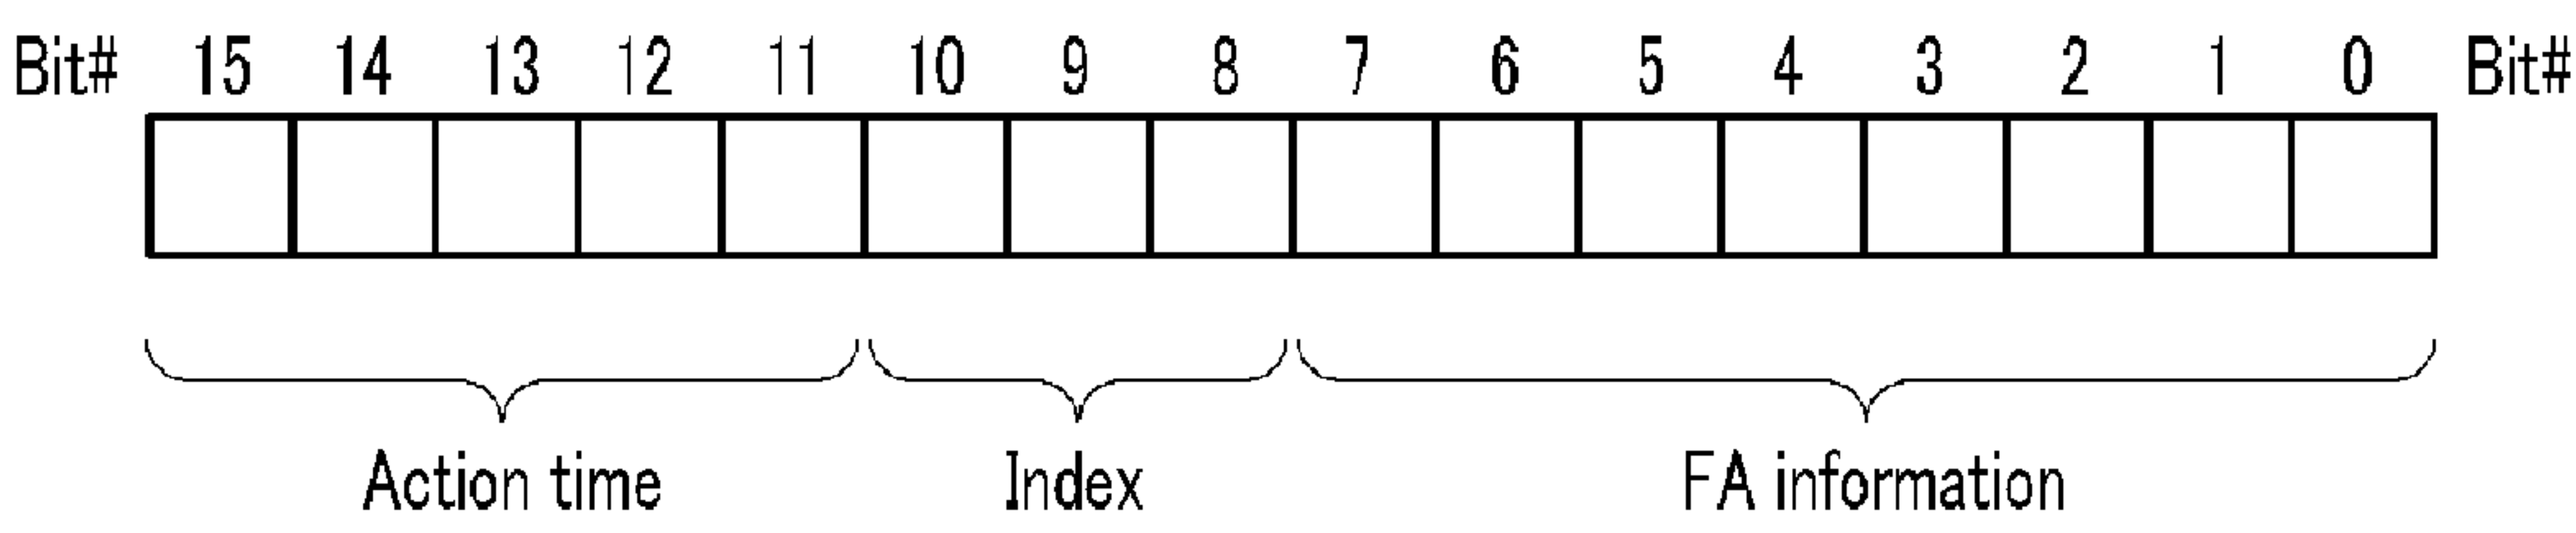 Bit# 15 14 13 12 11 10 9 8 7 6 5 4 3 2 1 0 Bit#
Action time Index FA information